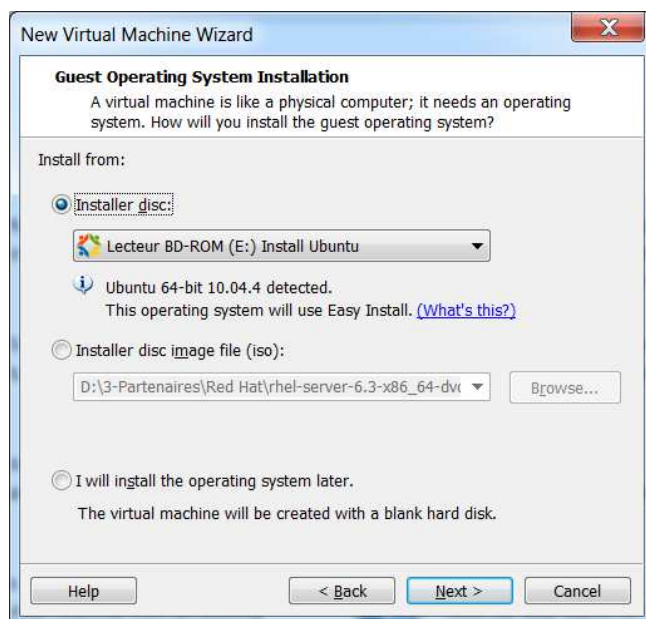 New Virtual Machine Wizard
Guest Operating System Installation
A virtual machine is like a physical computer; it needs an operating
system. How will you install the guest operating system?
Install from:
Installer disc:
Lecteur BD-ROM (E:) Install Ubuntu
Ubuntu 64-bit 10.04.4 detected.
This operating system will use Easy Install. (What's this?)
Installer disc image file (iso):
D:\3-Partenaires\Red Hat\rhel-server-6.3-x86_64-dvd
Browse...
I will install the operating system later.
The virtual machine will be created with a blank hard disk.
Help
< Back
Next >
Cancel